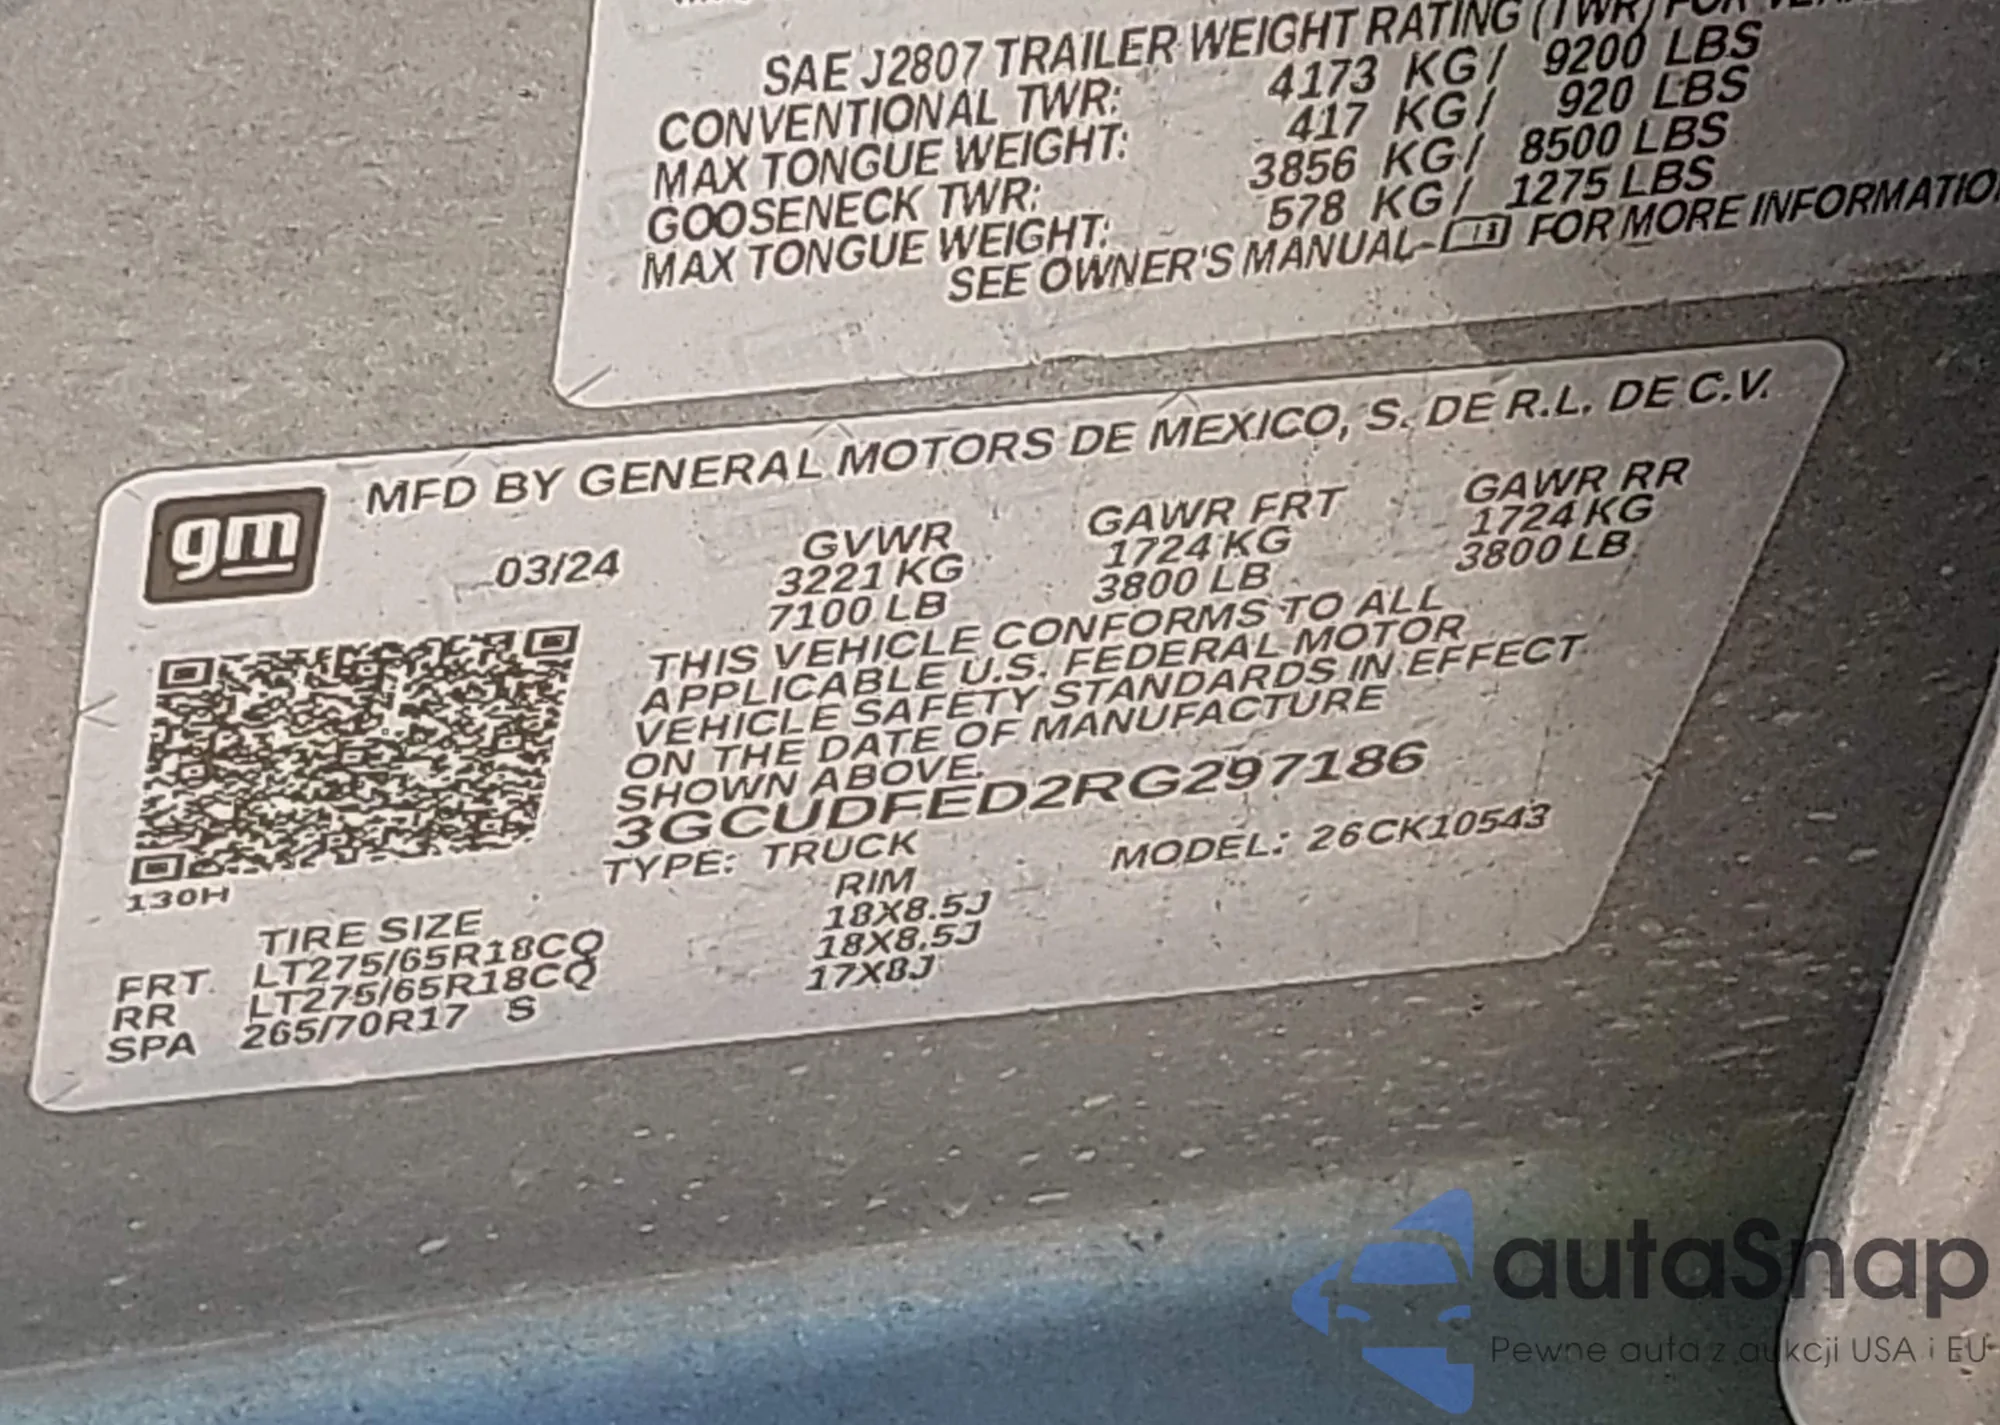 SAE J2807 TRAILER WEIGHT RATING (TWR) FOR
CONVENTIONAL TWR: 4173 KG / 9200 LBS
MAX TONGUE WEIGHT: 417 KG / 920 LBS
GOOSENECK TWR: 3856 KG / 8500 LBS
MAX TONGUE WEIGHT: 578 KG / 1275 LBS
SEE OWNER'S MANUAL FOR MORE INFORMATIO
MFD BY GENERAL MOTORS DE MEXICO, S. DE R.L. DE C.V.
gm
03/24 GVWR GAWR FRT GAWR RR
3221 KG 1724 KG 1724 KG
7100 LB 3800 LB 3800 LB
THIS VEHICLE CONFORMS TO ALL
APPLICABLE U.S. FEDERAL MOTOR
VEHICLE SAFETY STANDARDS IN EFFECT
ON THE DATE OF MANUFACTURE
SHOWN ABOVE.
3GCUDFED2RG297186
TYPE: TRUCK MODEL: 26CK10543
130H
TIRE SIZE RIM
FRT LT275/65R18CQ 18X8.5J
RR LT275/65R18CQ 18X8.5J
SPA 265/70R17 S 17X8J
autaSnap
Pewne auta z aukcji USA i EU